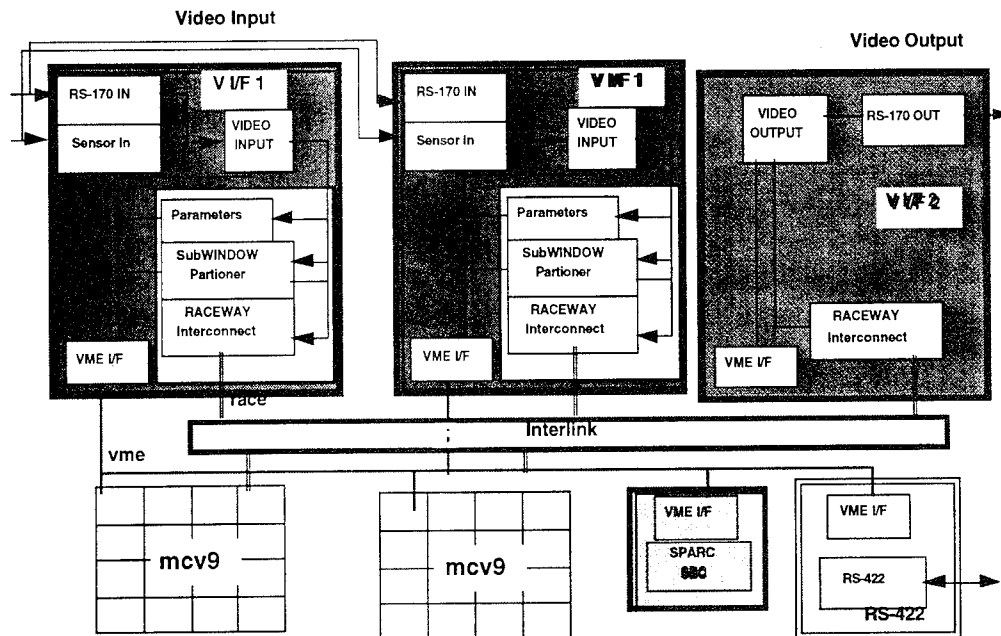 Video Input
Video Output
V I/F 1
RS-170 IN
Sensor In
VIDEO
INPUT
Parameters
SubWINDOW
Partioner
RACEWAY
Interconnect
VME I/F
V I/F 1
RS-170 IN
Sensor In
VIDEO
INPUT
Parameters
SubWINDOW
Partioner
RACEWAY
Interconnect
VME I/F
VIDEO
OUTPUT
RS-170 OUT
V I/F 2
RACEWAY
Interconnect
VME I/F
race
Interlink
vme
mcv9
mcv9
VME I/F
SPARC
SBC
VME I/F
RS-422
RS-422